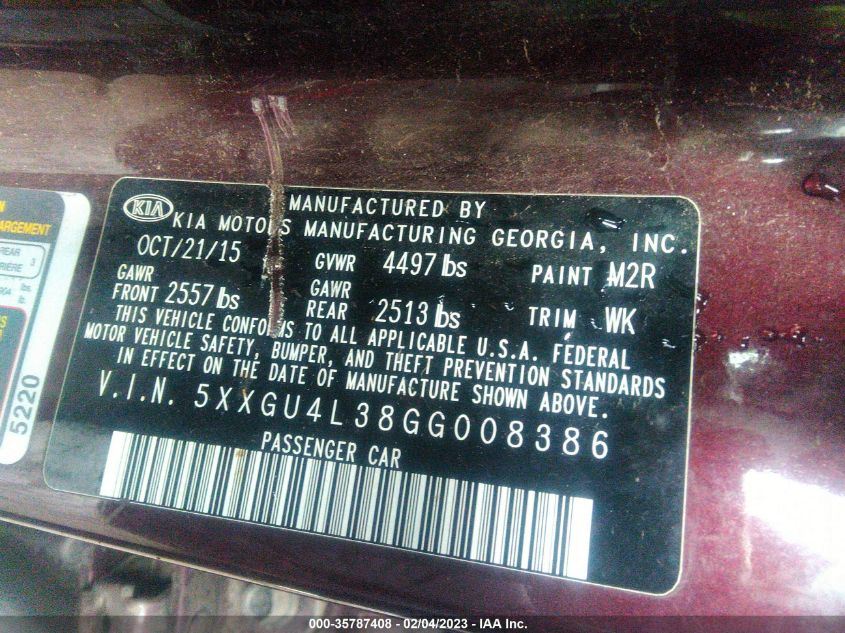 KIA
MANUFACTURED BY
KIA MOTORS MANUFACTURING GEORGIA, INC.
OCT/21/15 GVWR 4497 lbs PAINT M2R
GAWR FRONT 2557 lbs GAWR REAR 2513 lbs TRIM WK
THIS VEHICLE CONFORMS TO ALL APPLICABLE U.S.A. FEDERAL
MOTOR VEHICLE SAFETY, BUMPER, AND THEFT PREVENTION STANDARDS
IN EFFECT ON THE DATE OF MANUFACTURE SHOWN ABOVE.
V.I.N. 5XXGU4L38GG008386
PASSENGER CAR
REAR 3
5220
000-35787408 - 02/04/2023 - IAA Inc.